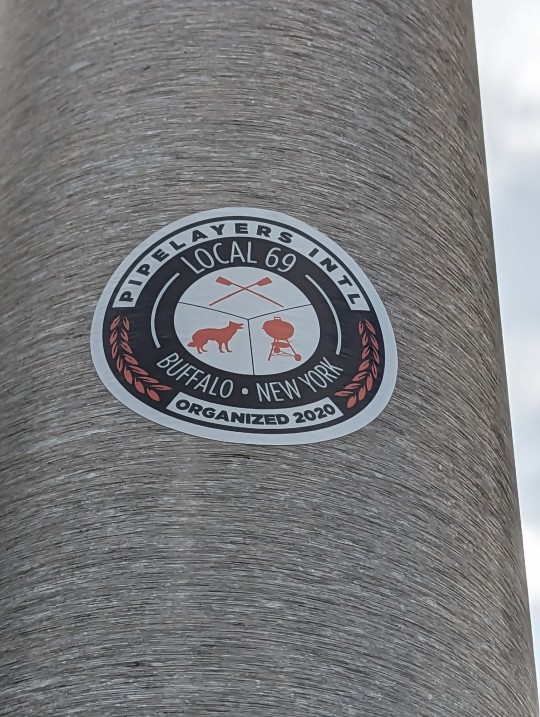 PIPELAYERS INTL
LOCAL 69
BUFFALO • NEW YORK
ORGANIZED 2020